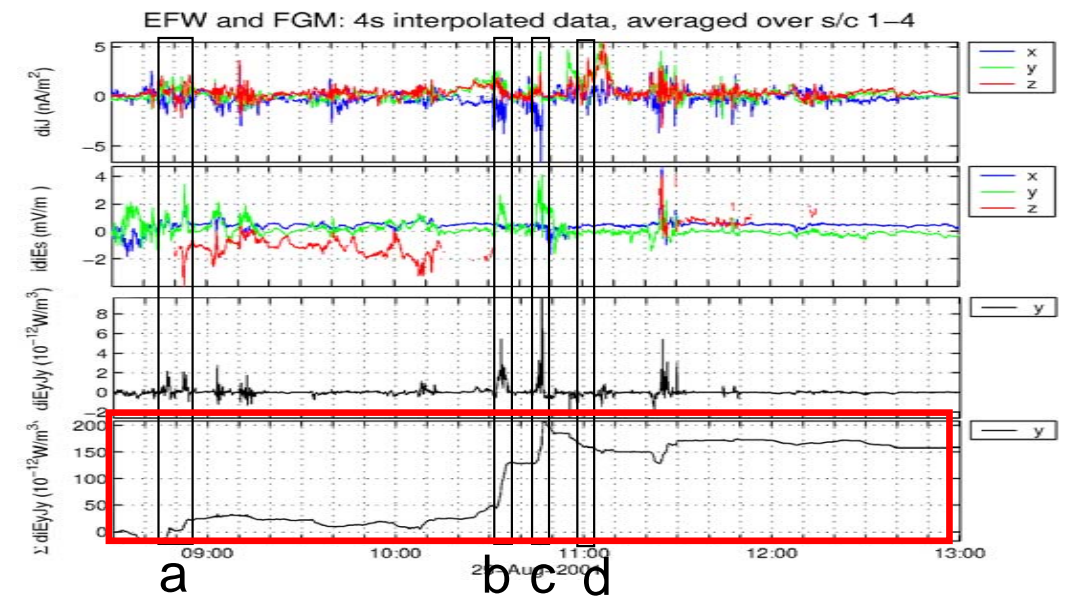 EFW and FGM: 4s interpolated data, averaged over s/c 1−4
diJ (nA/m²)
5
0
−5
x
y
z
idiEs (mV/m )
4
2
0
−2
x
y
z
diEyJy (10⁻¹²W/m³)
8
6
4
2
0
−2
y
Σ diEyJy (10⁻¹²W/m³
200
150
100
50
0
y
09:00 10:00 11:00 12:00 13:00
a b c d
-Aug-2001